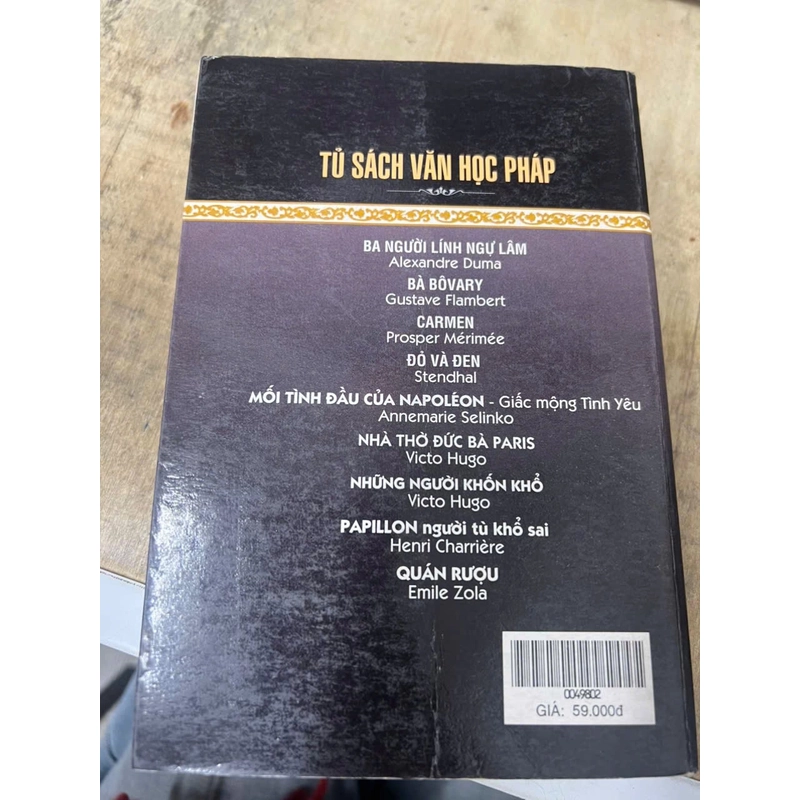 TỦ SÁCH VĂN HỌC PHÁP
BA NGƯỜI LÍNH NGỰ LÂM
Alexandre Duma
BÀ BÔVARY
Gustave Flambert
CARMEN
Prosper Mérimée
ĐỎ VÀ ĐEN
Stendhal
MỐI TÌNH ĐẦU CỦA NAPOLÉON - Giấc mộng Tình Yêu
Annemarie Selinko
NHÀ THỜ ĐỨC BÀ PARIS
Victo Hugo
NHỮNG NGƯỜI KHỐN KHỔ
Victo Hugo
PAPILLON người tù khổ sai
Henri Charrière
QUÁN RƯỢU
Emile Zola
0049802
GIÁ: 59.000đ